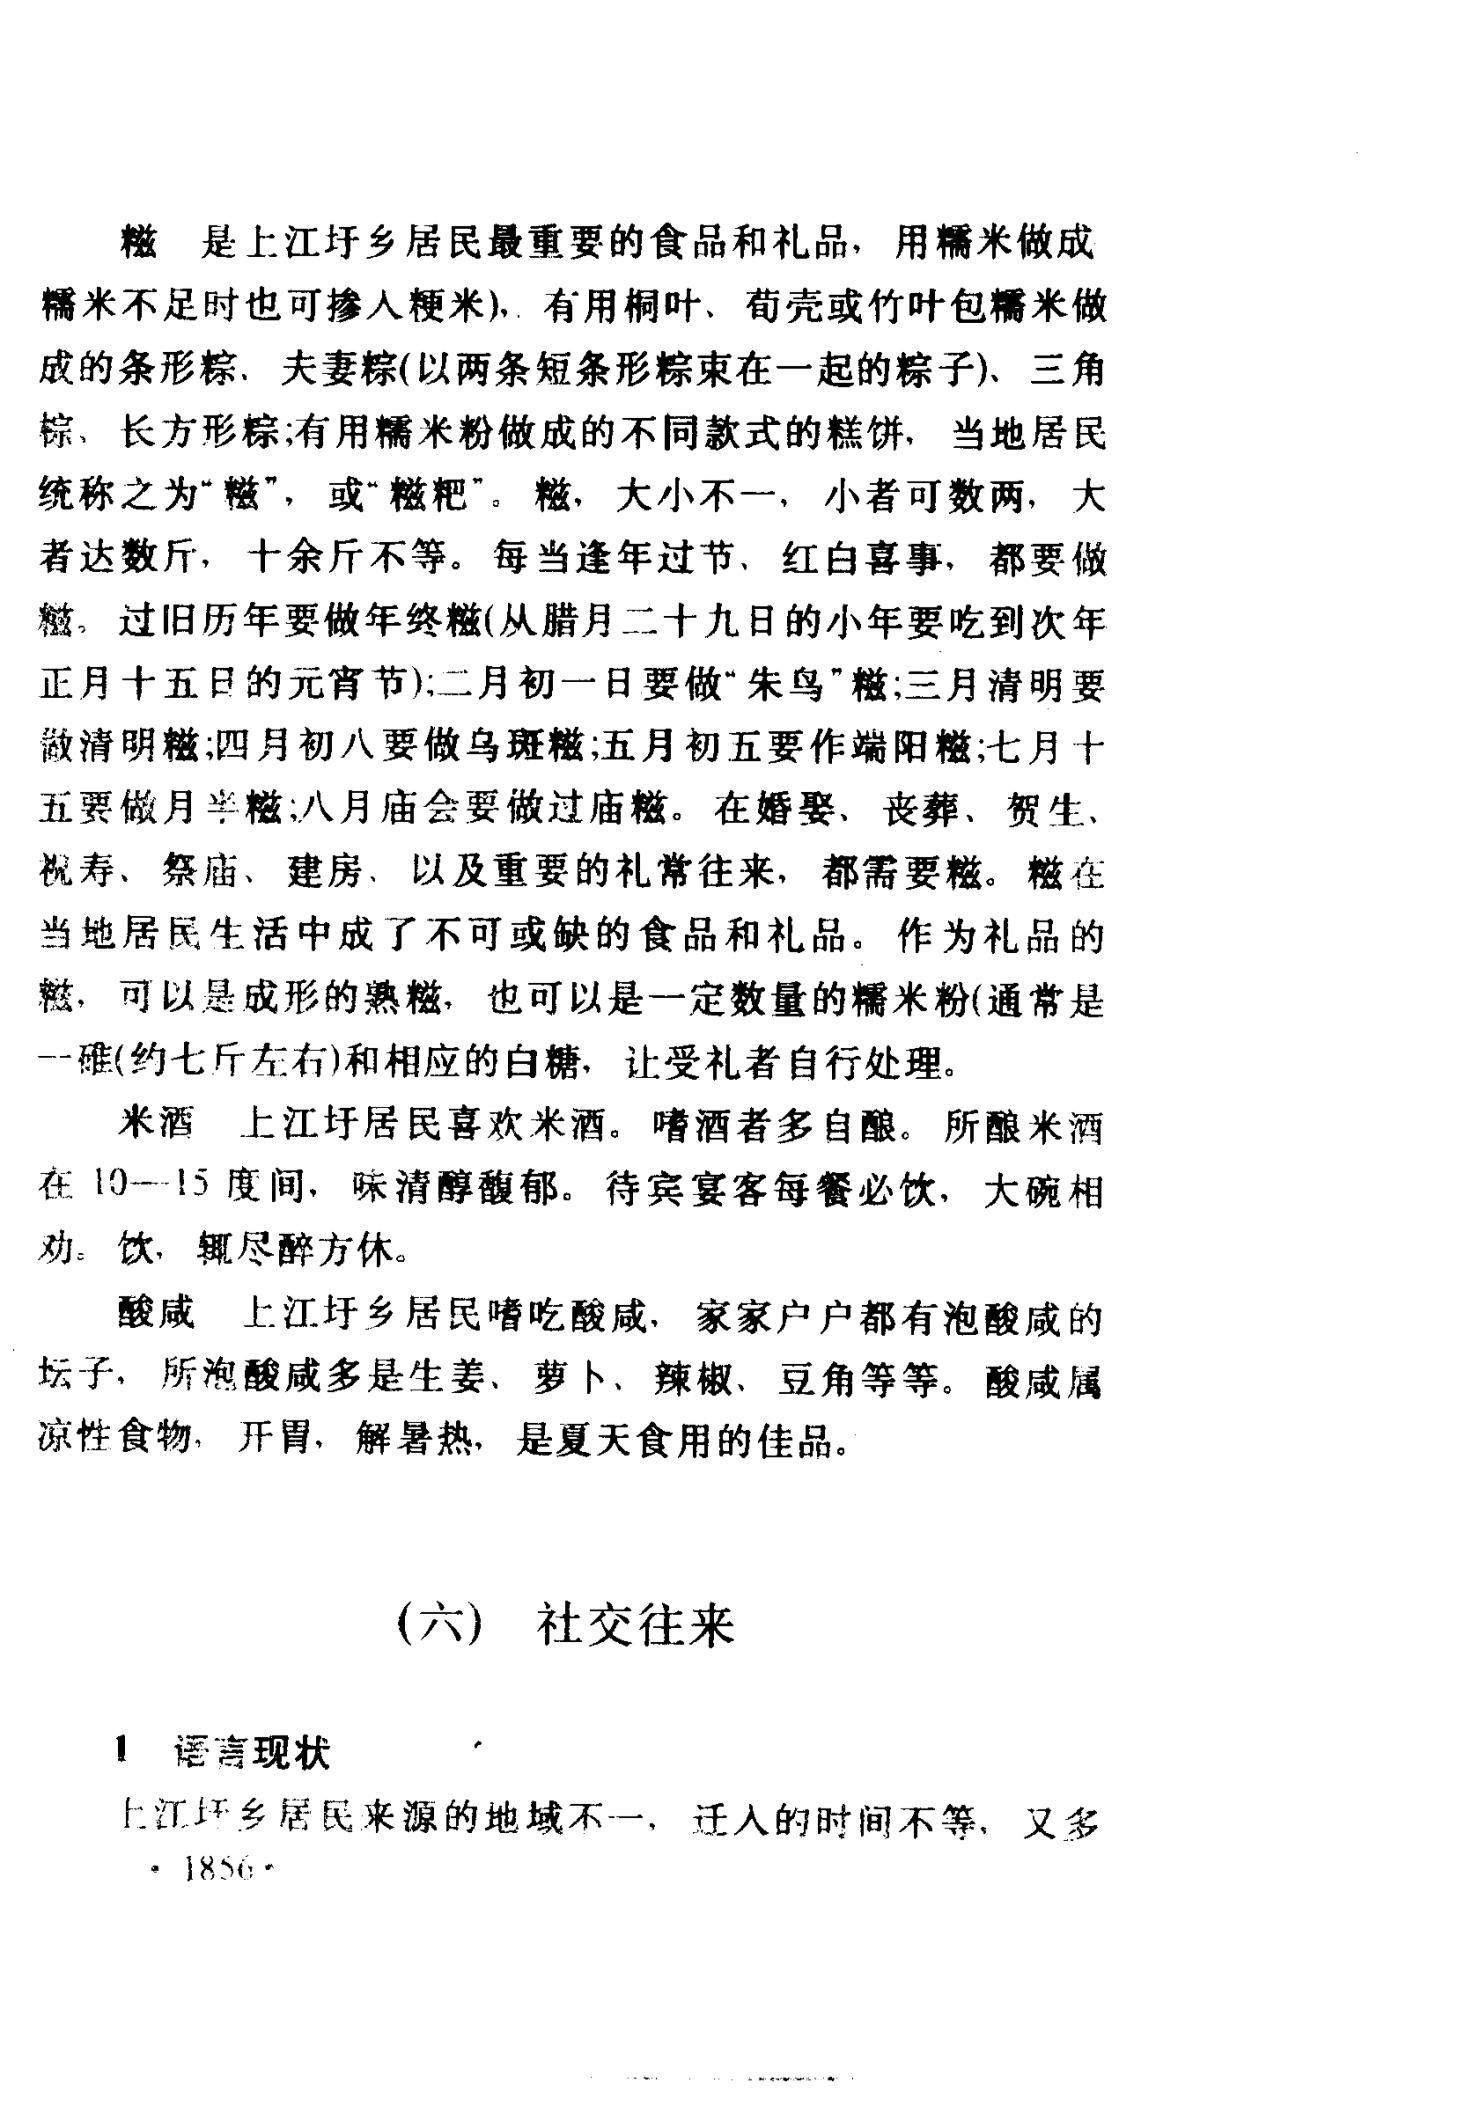 糍　是上江圩乡居民最重要的食品和礼品，用糯米做成
糯米不足时也可掺入粳米),.有用桐叶、荀壳或竹叶包糯米做
成的条形粽、夫妻粽(以两条短条形粽束在一起的粽子)、三角
棕、长方形粽;有用糯米粉做成的不同款式的糕饼，当地居民
统称之为“糍”，或“糍粑”。糍，大小不一，小者可数两，大
者达数斤，十余斤不等。每当逢年过节、红白喜事，都要做
糍。过旧历年要做年终糍(从腊月二十九日的小年要吃到次年
正月十五日的元宵节);二月初一日要做“朱鸟”糍;三月清明要
做清明糍;四月初八要做乌斑糍;五月初五要作端阳糍;七月十
五要做月半糍;八月庙会要做过庙糍。在婚娶、丧葬、贺生、
祝寿、祭庙、建房、以及重要的礼常往来，都需要糍。糍在
当地居民生活中成了不可或缺的食品和礼品。作为礼品的
糍，可以是成形的熟糍，也可以是一定数量的糯米粉(通常是
一碓(约七斤左右)和相应的白糖，让受礼者自行处理。
米酒　上江圩居民喜欢米酒。嗜酒者多自酿。所酿米酒
在 10—15 度间，味清醇馥郁。待宾宴客每餐必饮，大碗相
劝。饮，辄尽醉方休。
酸咸　上江圩乡居民嗜吃酸咸，家家户户都有泡酸咸的
坛子，所泡酸咸多是生姜、萝卜、辣椒、豆角等等。酸咸属
凉性食物，开胃，解暑热，是夏天食用的佳品。
(六)　社交往来
1　语言现状
上江圩乡居民来源的地域不一，迁入的时间不等，又多
·1856·